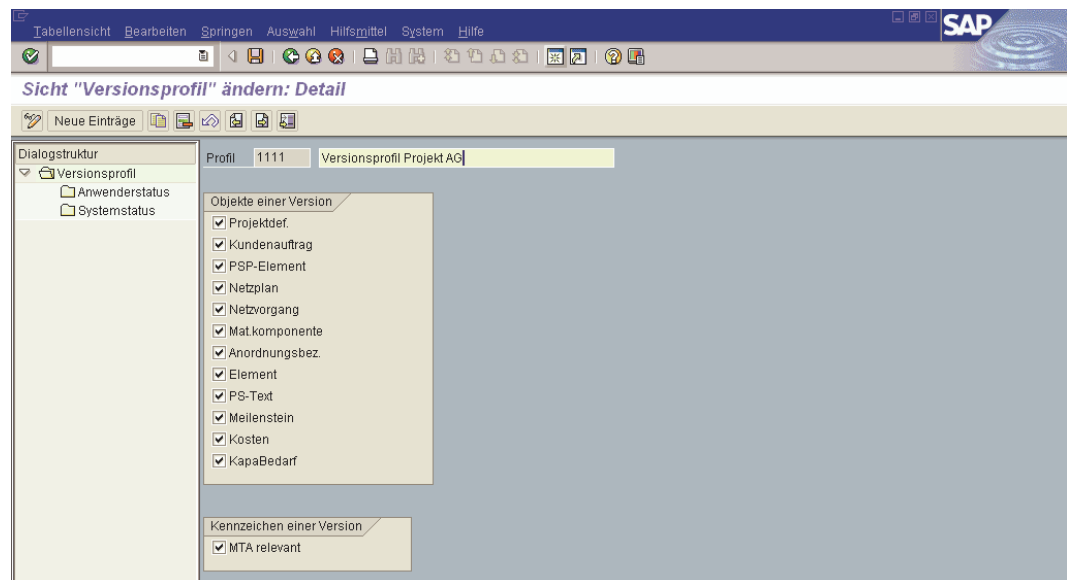 Tabellensicht Bearbeiten Springen Auswahl Hilfsmittel System Hilfe
SAP
Sicht "Versionsprofil" ändern: Detail
Neue Einträge
Dialogstruktur
Versionsprofil
Anwenderstatus
Systemstatus
Profil 1111 Versionsprofil Projekt AG
Objekte einer Version
Projektdef.
Kundenauftrag
PSP-Element
Netzplan
Netzvorgang
Mat.komponente
Anordnungsbez.
Element
PS-Text
Meilenstein
Kosten
KapaBedarf
Kennzeichen einer Version
MTA relevant